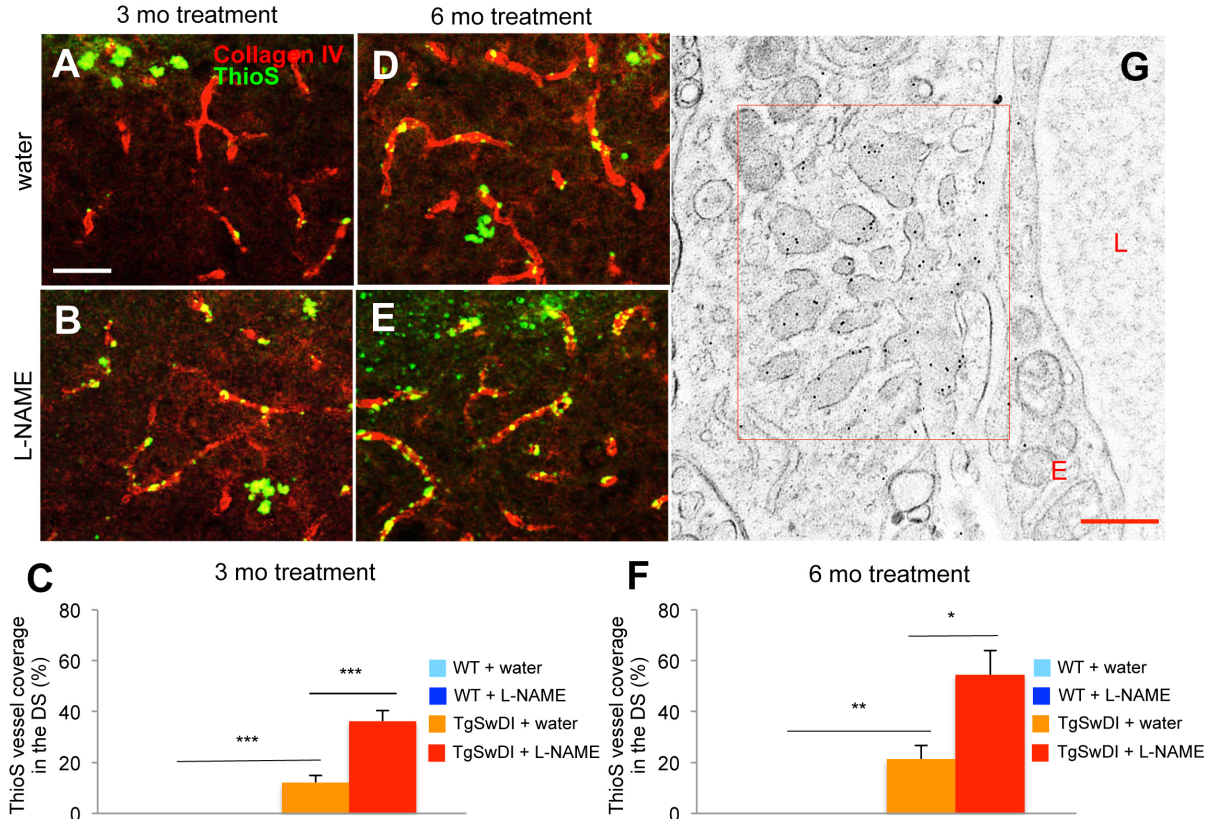 3 mo treatment
6 mo treatment
A
Collagen IV
ThioS
D
G
water
L
B
E
L-NAME
E
C
3 mo treatment
F
6 mo treatment
ThioS vessel coverage
in the DS (%)
80
60
40
20
0
***
***
WT + water
WT + L-NAME
TgSwDI + water
TgSwDI + L-NAME
ThioS vessel coverage
in the DS (%)
80
60
40
20
0
**
*
WT + water
WT + L-NAME
TgSwDI + water
TgSwDI + L-NAME